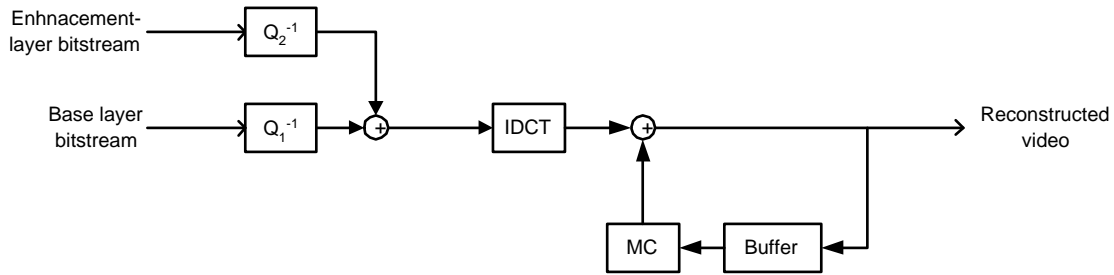 Enhnacement-
layer bitstream
Q2-1
Base layer
bitstream
Q1-1
+
IDCT
+
Reconstructed
video
MC
Buffer